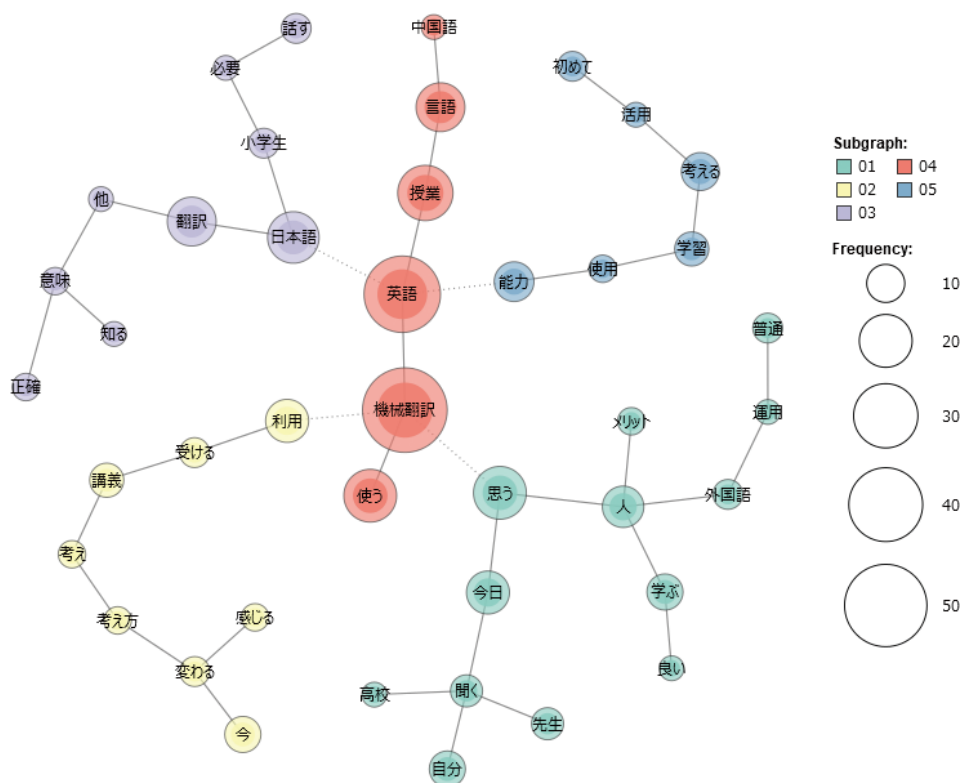 話す
中国語
必要
初めて
言語
活用
小学生
考える
授業
他
翻訳
日本語
学習
能力
使用
意味
英語
知る
普通
正確
機械翻訳
利用
運用
メリット
受ける
講義
使う
思う
人
外国語
考え
今日
学ぶ
考え方
感じる
変わる
良い
聞く
高校
先生
今
自分
Subgraph:
01 04
02 05
03
Frequency:
10
20
30
40
50